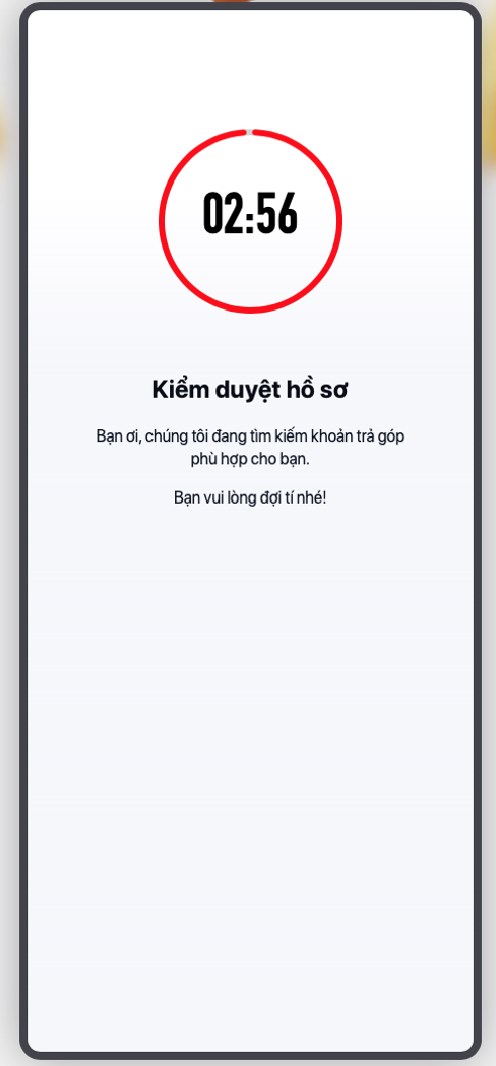 02:56
Kiểm duyệt hồ sơ
Bạn ơi, chúng tôi đang tìm kiếm khoản trả góp
phù hợp cho bạn.
Bạn vui lòng đợi tí nhé!